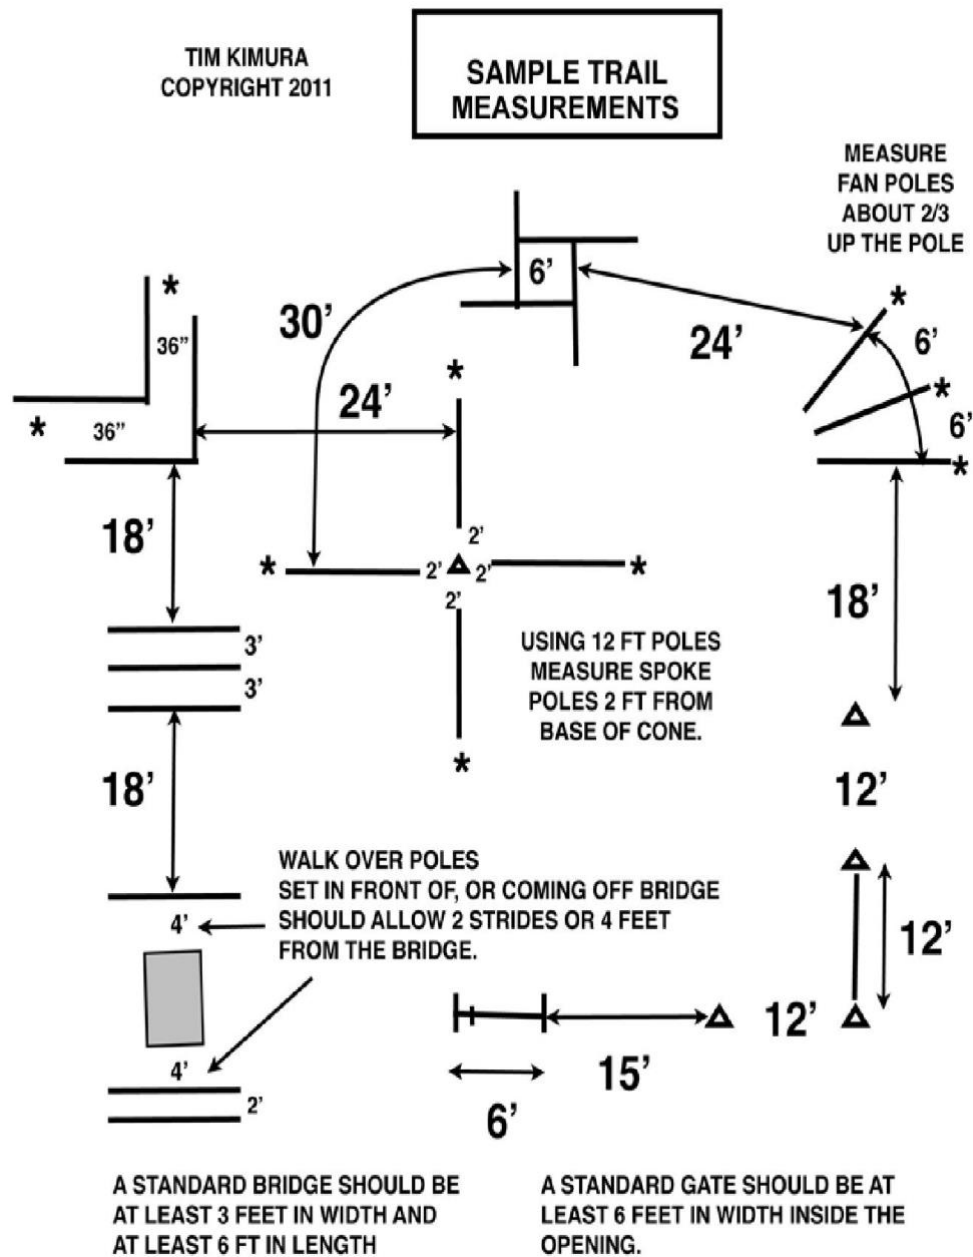 TIM KIMURA
COPYRIGHT 2011
SAMPLE TRAIL
MEASUREMENTS
MEASURE
FAN POLES
ABOUT 2/3
UP THE POLE
6’
*
*
30’
36”
24’
6’
*
24’
*
*
36”
6’
*
18’
2’
*
2’
2’
*
2’
18’
3’
USING 12 FT POLES
MEASURE SPOKE
POLES 2 FT FROM
BASE OF CONE.
3’
*
18’
12’
WALK OVER POLES
SET IN FRONT OF, OR COMING OFF BRIDGE
SHOULD ALLOW 2 STRIDES OR 4 FEET
FROM THE BRIDGE.
4’
12’
12’
15’
4’
6’
2’
A STANDARD BRIDGE SHOULD BE
AT LEAST 3 FEET IN WIDTH AND
AT LEAST 6 FT IN LENGTH
A STANDARD GATE SHOULD BE AT
LEAST 6 FEET IN WIDTH INSIDE THE
OPENING.